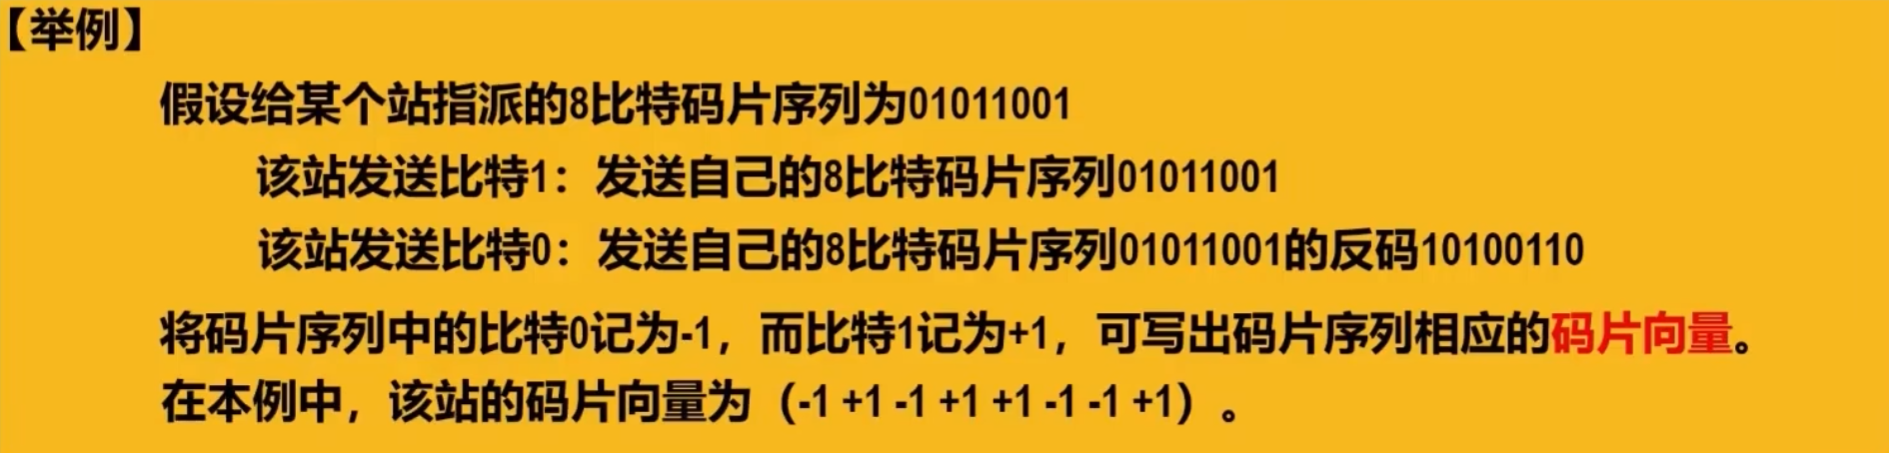 【举例】
假设给某个站指派的8比特码片序列为01011001
该站发送比特1：发送自己的8比特码片序列01011001
该站发送比特0：发送自己的8比特码片序列01011001的反码10100110
将码片序列中的比特0记为-1，而比特1记为+1，可写出码片序列相应的码片向量。
在本例中，该站的码片向量为（-1 +1 -1 +1 +1 -1 -1 +1）。